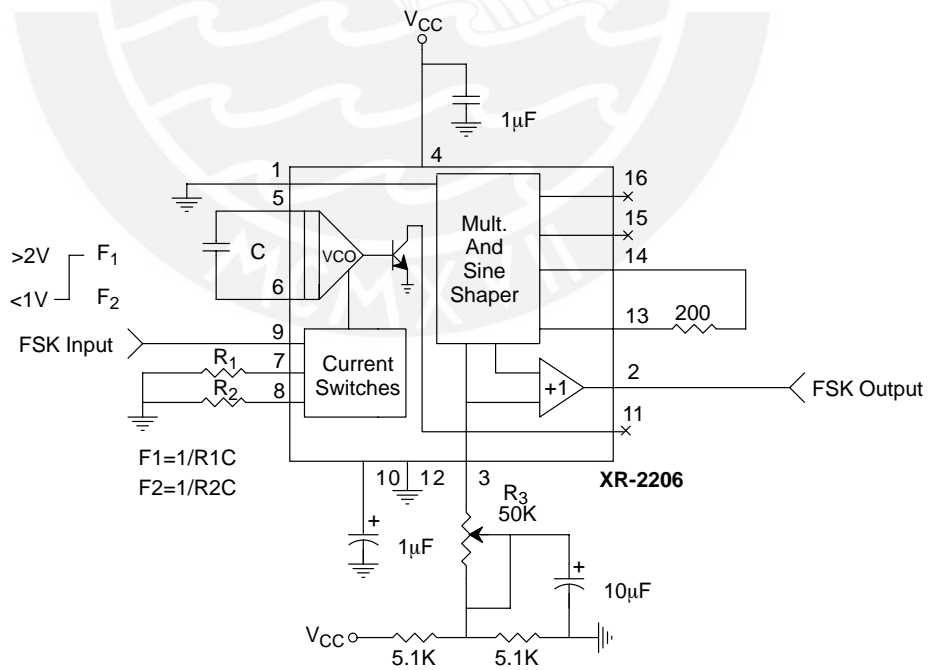 VCC
1µF
1
4
16
5
15
Mult.
And
Sine
Shaper
14
>2V
F1
C
VCO
<1V
F2
6
13
200
FSK Input
9
R1
7
Current
Switches
2
+1
FSK Output
R2
8
11
F1=1/R1C
F2=1/R2C
10
12
3
XR-2206
R3
50K
+
1µF
+
10µF
VCC
5.1K
5.1K
MCMXVII